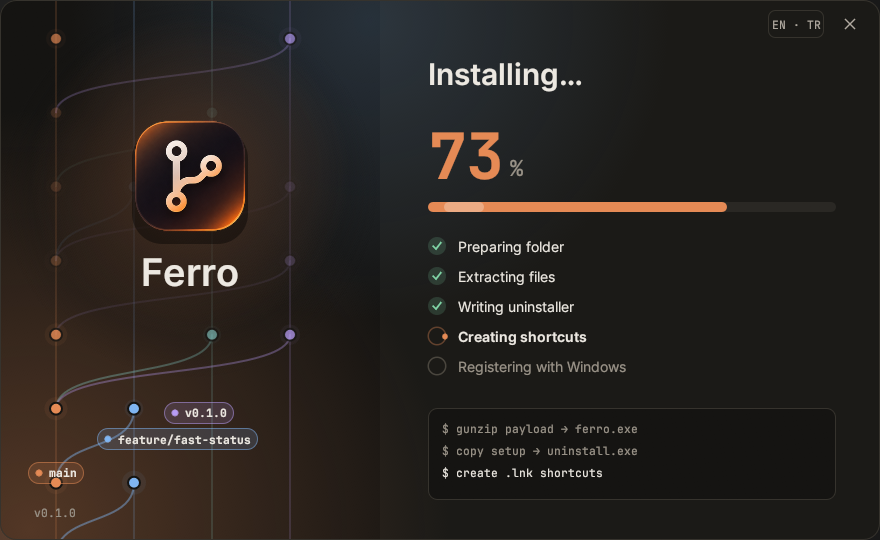 EN · TR
Ferro
v0.1.0
feature/fast-status
main
v0.1.0
Installing...
73 %
Preparing folder
Extracting files
Writing uninstaller
Creating shortcuts
Registering with Windows
$ gunzip payload → ferro.exe
$ copy setup → uninstall.exe
$ create .lnk shortcuts